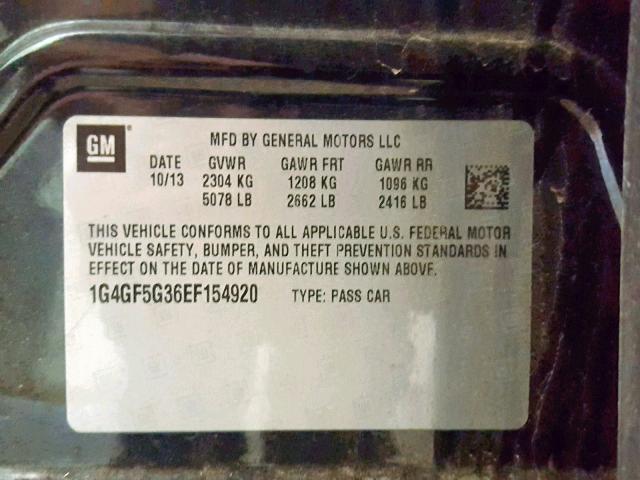 GM
MFD BY GENERAL MOTORS LLC
DATE GVWR GAWR FRT GAWR RR
10/13 2304 KG 1208 KG 1096 KG
5078 LB 2662 LB 2416 LB
THIS VEHICLE CONFORMS TO ALL APPLICABLE U.S. FEDERAL MOTOR
VEHICLE SAFETY, BUMPER, AND THEFT PREVENTION STANDARDS IN
EFFECT ON THE DATE OF MANUFACTURE SHOWN ABOVE.
1G4GF5G36EF154920 TYPE: PASS CAR